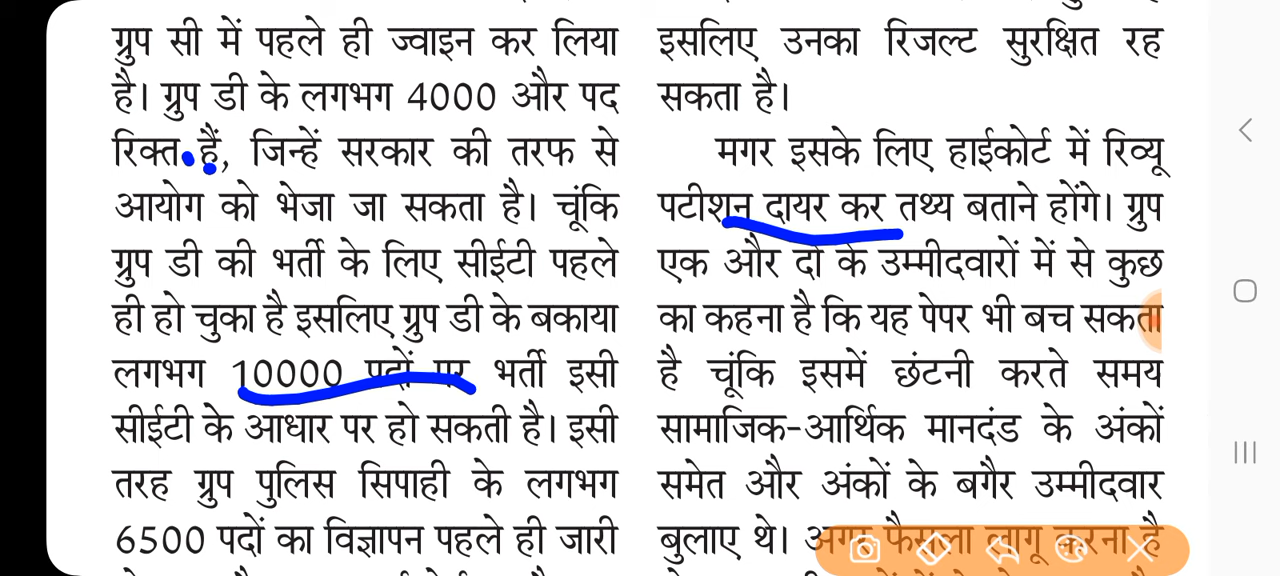 ग्रुप सी में पहले ही ज्वाइन कर लिया
है। ग्रुप डी के लगभग 4000 और पद
रिक्त हैं, जिन्हें सरकार की तरफ से
आयोग को भेजा जा सकता है। चूंकि
ग्रुप डी की भर्ती के लिए सीईटी पहले
ही हो चुका है इसलिए ग्रुप डी के बकाया
लगभग 10000 पदों पर भर्ती इसी
सीईटी के आधार पर हो सकती है। इसी
तरह ग्रुप पुलिस सिपाही के लगभग
6500 पदों का विज्ञापन पहले ही जारी
इसलिए उनका रिजल्ट सुरक्षित रह
सकता है।
मगर इसके लिए हाईकोर्ट में रिव्यू
पटीशन दायर कर तथ्य बताने होंगे। ग्रुप
एक और दो के उम्मीदवारों में से कुछ
का कहना है कि यह पेपर भी बच सकता
है चूंकि इसमें छंटनी करते समय
सामाजिक-आर्थिक मानदंड के अंकों
समेत और अंकों के बगैर उम्मीदवार
बुलाए थे। अगर फैसला लागू करना है